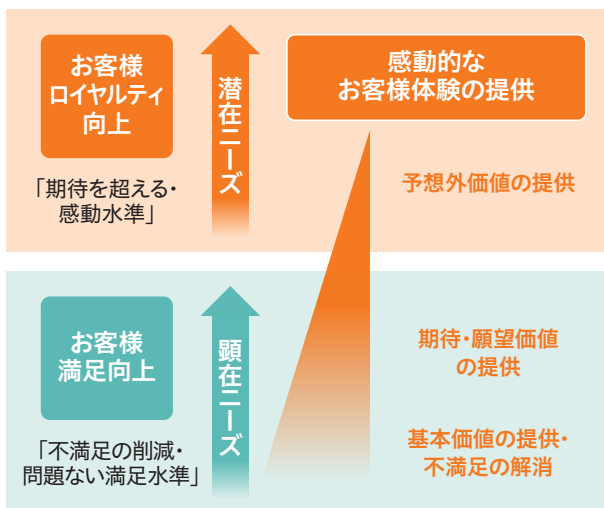 お客様
ロイヤルティ
向上
「期待を超える・
感動水準」
潜在ニーズ
感動的な
お客様体験の提供
予想外価値の提供
お客様
満足向上
「不満足の削減・
問題ない満足水準」
顕在ニーズ
期待・願望価値
の提供
基本価値の提供・
不満足の解消